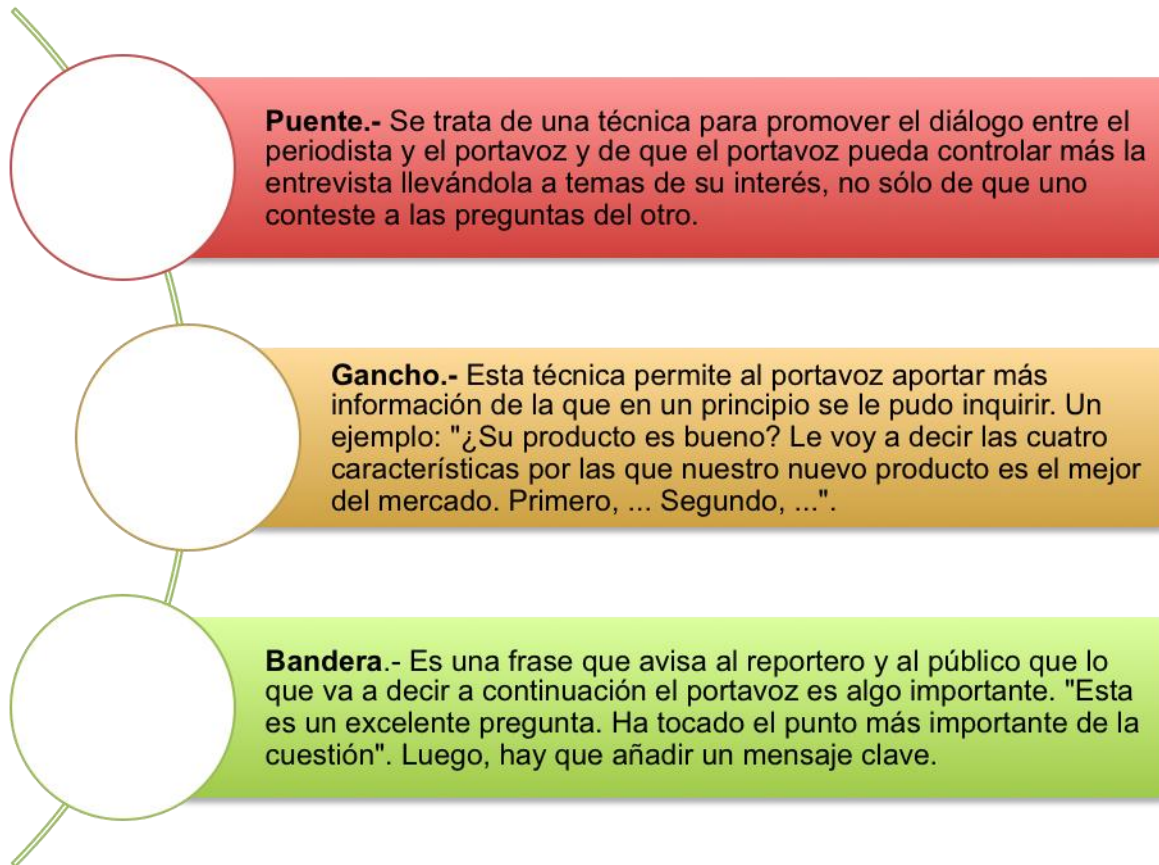 Puente.- Se trata de una técnica para promover el diálogo entre el
periodista y el portavoz y de que el portavoz pueda controlar más la
entrevista llevándola a temas de su interés, no sólo de que uno
conteste a las preguntas del otro.
Gancho.- Esta técnica permite al portavoz aportar más
información de la que en un principio se le pudo inquirir. Un
ejemplo: "¿Su producto es bueno? Le voy a decir las cuatro
características por las que nuestro nuevo producto es el mejor
del mercado. Primero, ... Segundo, ...".
Bandera.- Es una frase que avisa al reportero y al público que lo
que va a decir a continuación el portavoz es algo importante. "Esta
es un excelente pregunta. Ha tocado el punto más importante de la
cuestión". Luego, hay que añadir un mensaje clave.